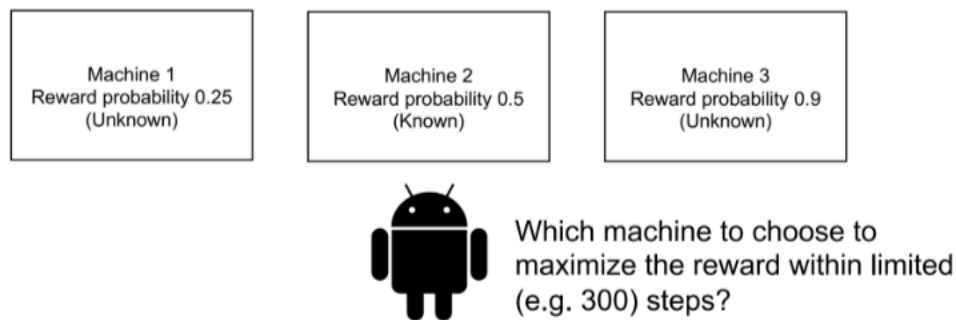 Machine 1
Reward probability 0.25
(Unknown)
Machine 2
Reward probability 0.5
(Known)
Machine 3
Reward probability 0.9
(Unknown)
Which machine to choose to
maximize the reward within limited
(e.g. 300) steps?